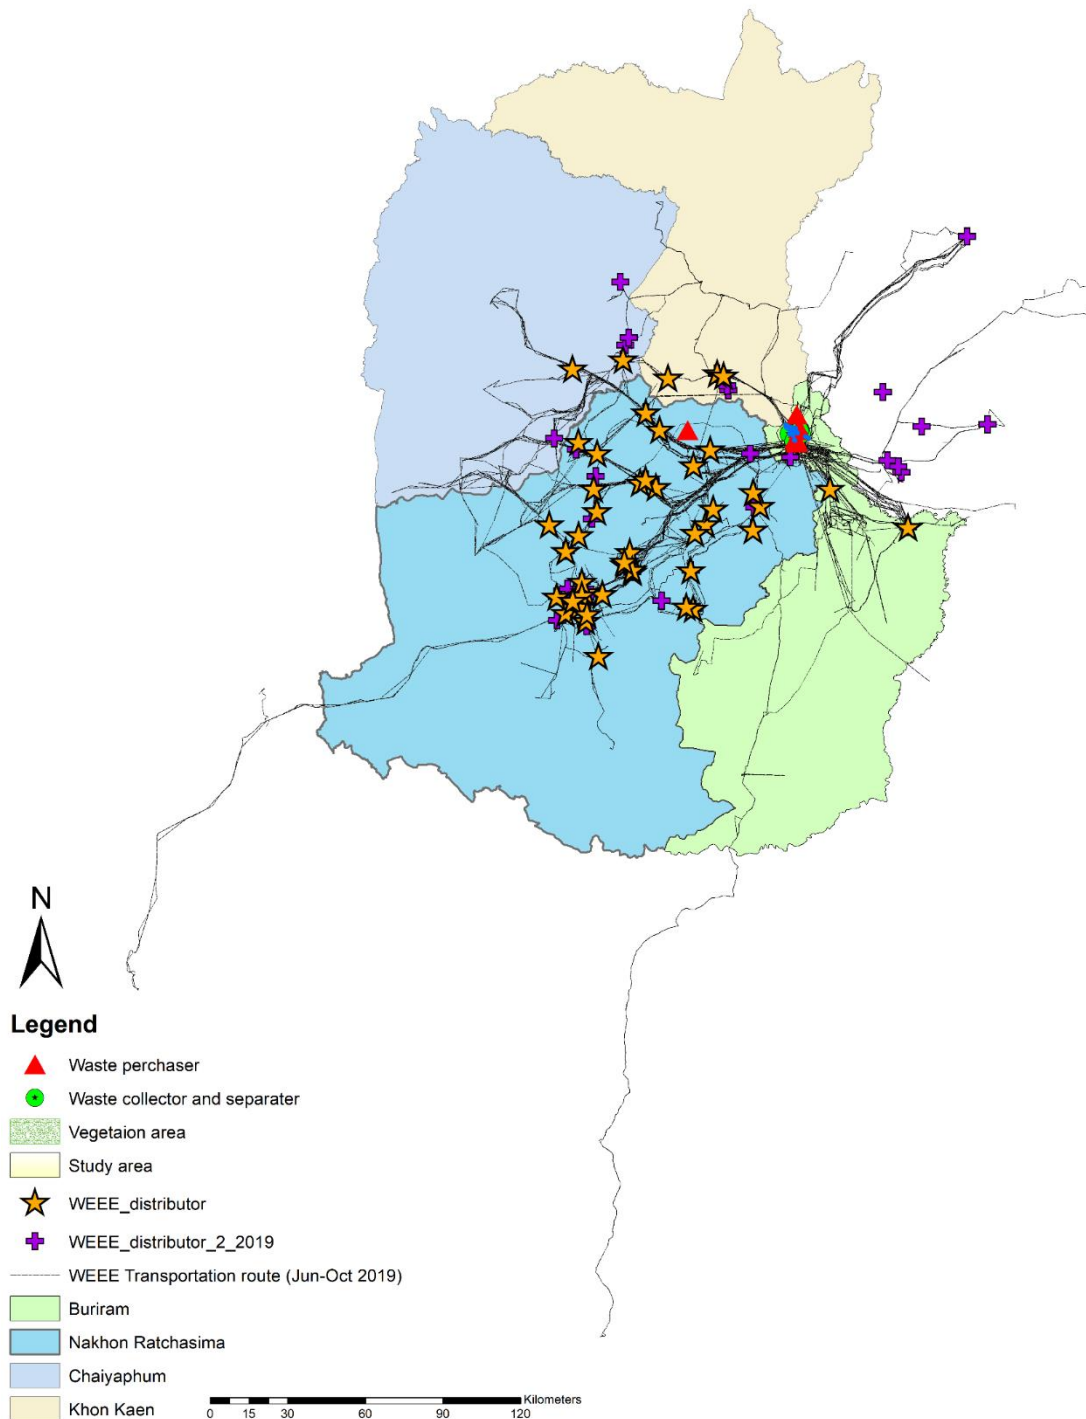 N
Legend
Waste perchaser
Waste collector and separater
Vegetaion area
Study area
WEEE_distributor
WEEE_distributor_2_2019
WEEE Transportation route (Jun-Oct 2019)
Buriram
Nakhon Ratchasima
Chaiyaphum
Khon Kaen
Kilometers
0 15 30 60 90 120